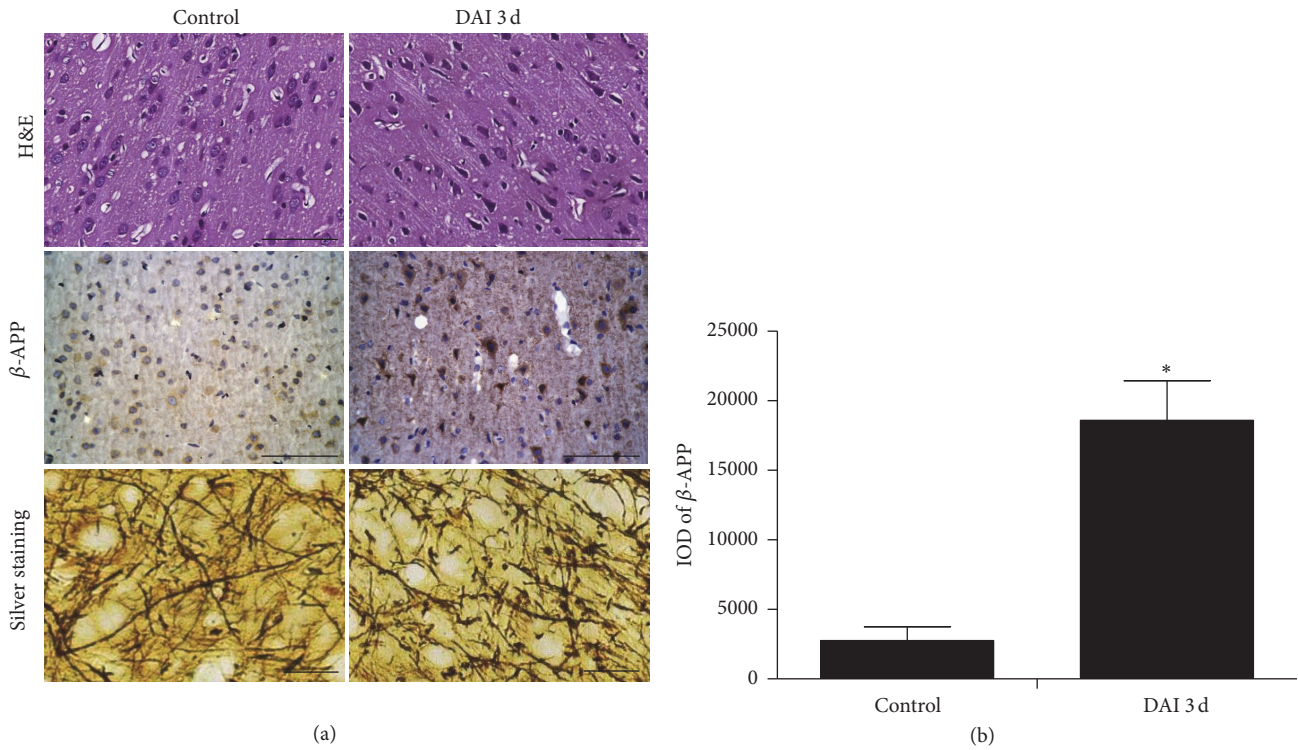 Control DAI 3 d
H&E
β-APP
Silver staining
(a)
IOD of β-APP
25000
20000
15000
10000
5000
0
*
Control DAI 3 d
(b)